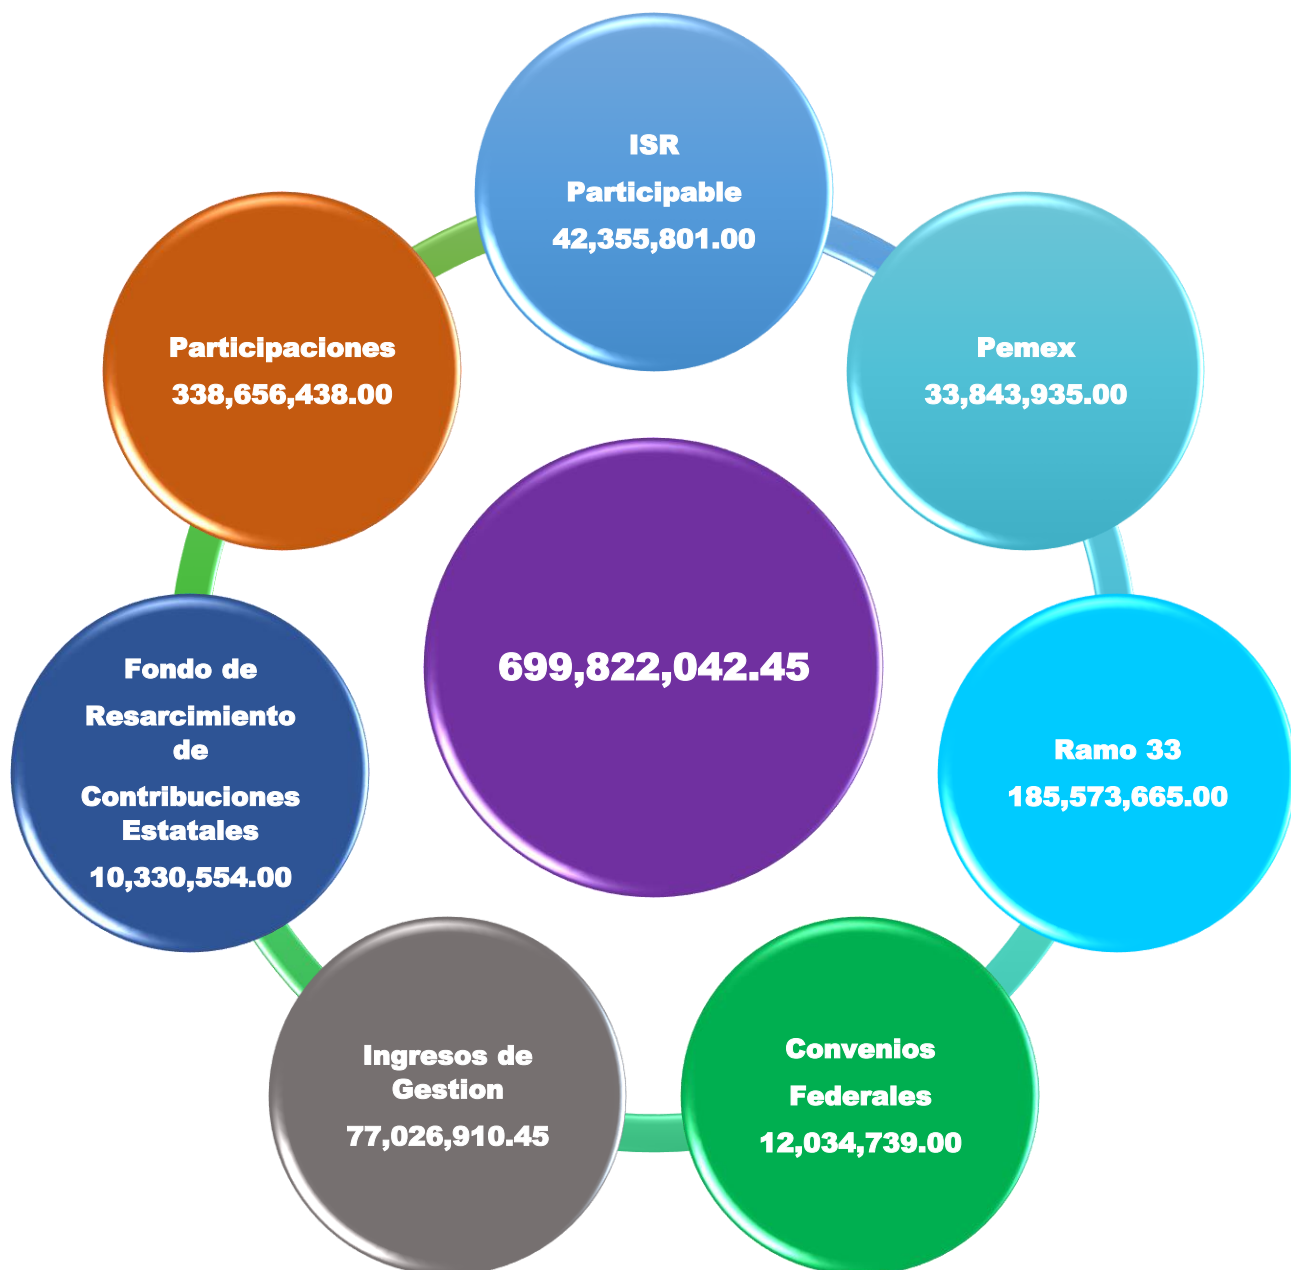 ISR
Participable
42,355,801.00
Pemex
33,843,935.00
Ramo 33
185,573,665.00
Convenios
Federales
12,034,739.00
Ingresos de
Gestion
77,026,910.45
Fondo de
Resarcimiento
de
Contribuciones
Estatales
10,330,554.00
Participaciones
338,656,438.00
699,822,042.45